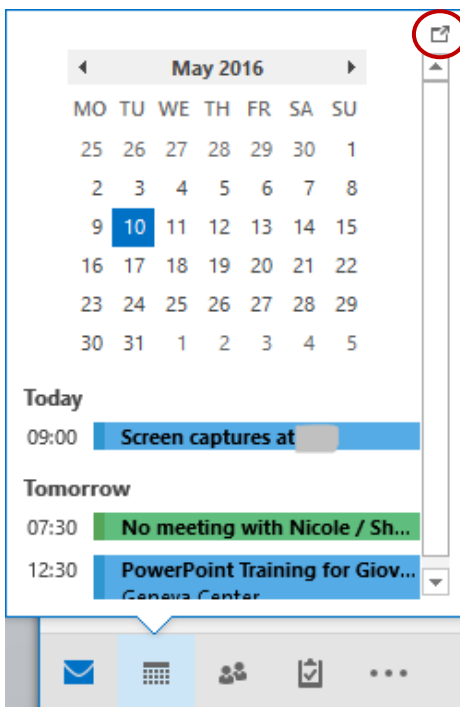 May 2016
MO TU WE TH FR SA SU
25 26 27 28 29 30 1
2 3 4 5 6 7 8
9 10 11 12 13 14 15
16 17 18 19 20 21 22
23 24 25 26 27 28 29
30 31 1 2 3 4 5
Today
09:00 Screen captures at
Tomorrow
07:30 No meeting with Nicole / Sh...
12:30 PowerPoint Training for Giov...
Geneva Center